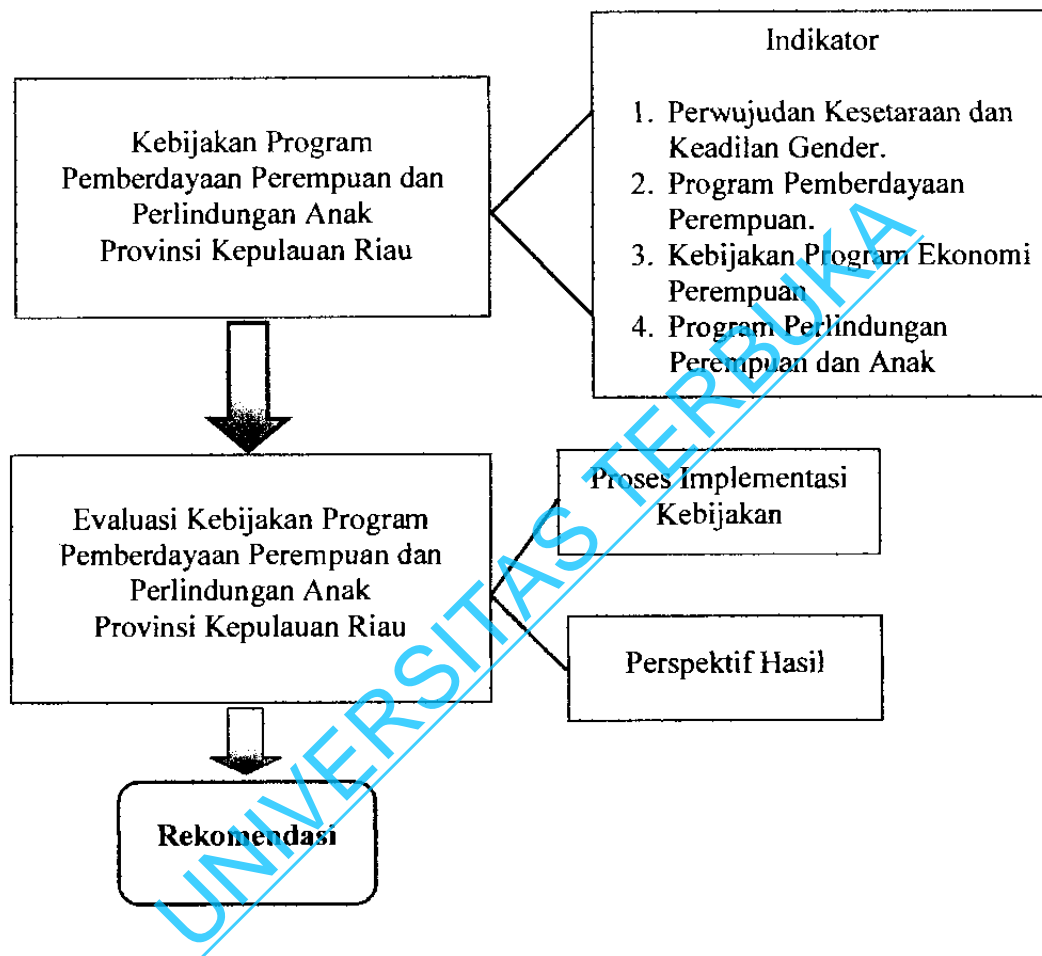 Indikator
1. Perwujudan Kesetaraan dan
Keadilan Gender.
2. Program Pemberdayaan
Perempuan.
3. Kebijakan Program Ekonomi
Perempuan
4. Program Perlindungan
Perempuan dan Anak
Kebijakan Program
Pemberdayaan Perempuan dan
Perlindungan Anak
Provinsi Kepulauan Riau
Evaluasi Kebijakan Program
Pemberdayaan Perempuan dan
Perlindungan Anak
Provinsi Kepulauan Riau
Proses Implementasi
Kebijakan
Perspektif Hasil
Rekomendasi
UNIVERSITAS TERBUKA